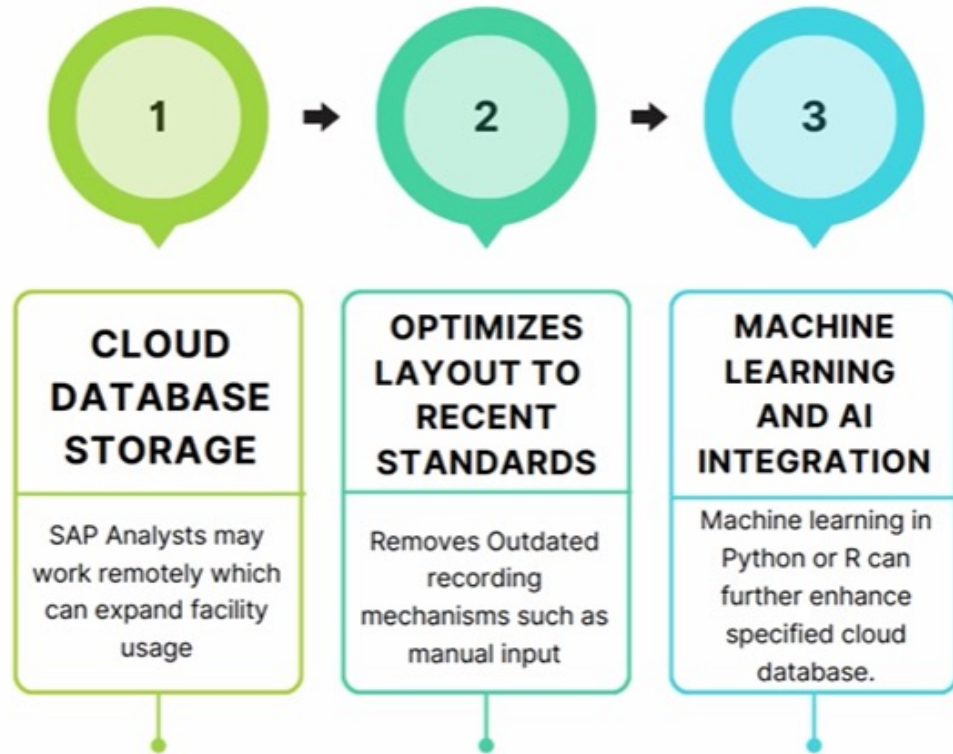 1
2
3
CLOUD
DATABASE
STORAGE
SAP Analysts may
work remotely which
can expand facility
usage
OPTIMIZES
LAYOUT TO
RECENT
STANDARDS
Removes Outdated
recording
mechanisms such as
manual input
MACHINE
LEARNING
AND AI
INTEGRATION
Machine learning in
Python or R can
further enhance
specified cloud
database.